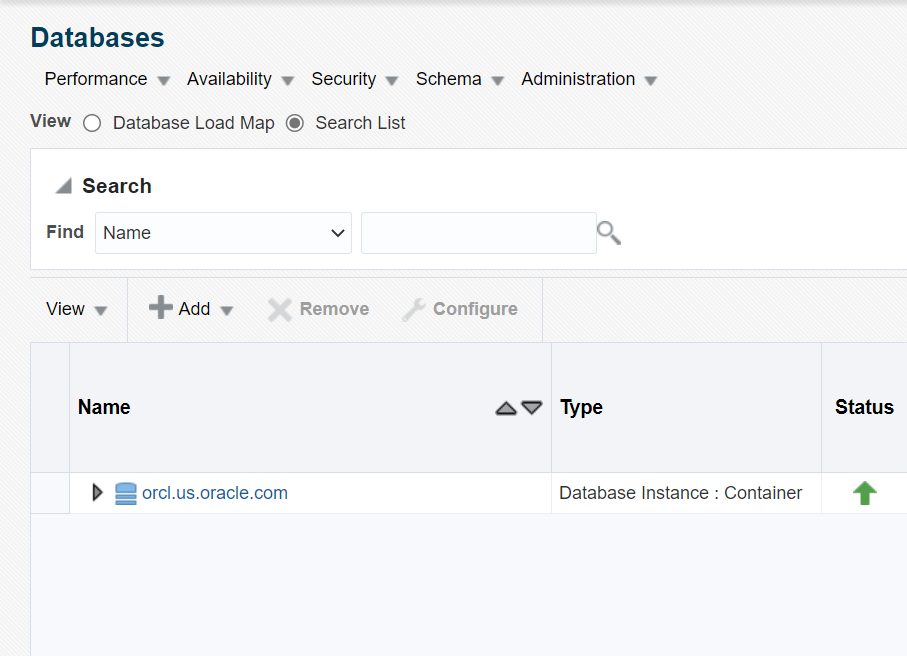 Databases
Performance Availability Security Schema Administration
View Database Load Map Search List
Search
Find Name
View Add Remove Configure
Name Type Status
orcl.us.oracle.com Database Instance : Container